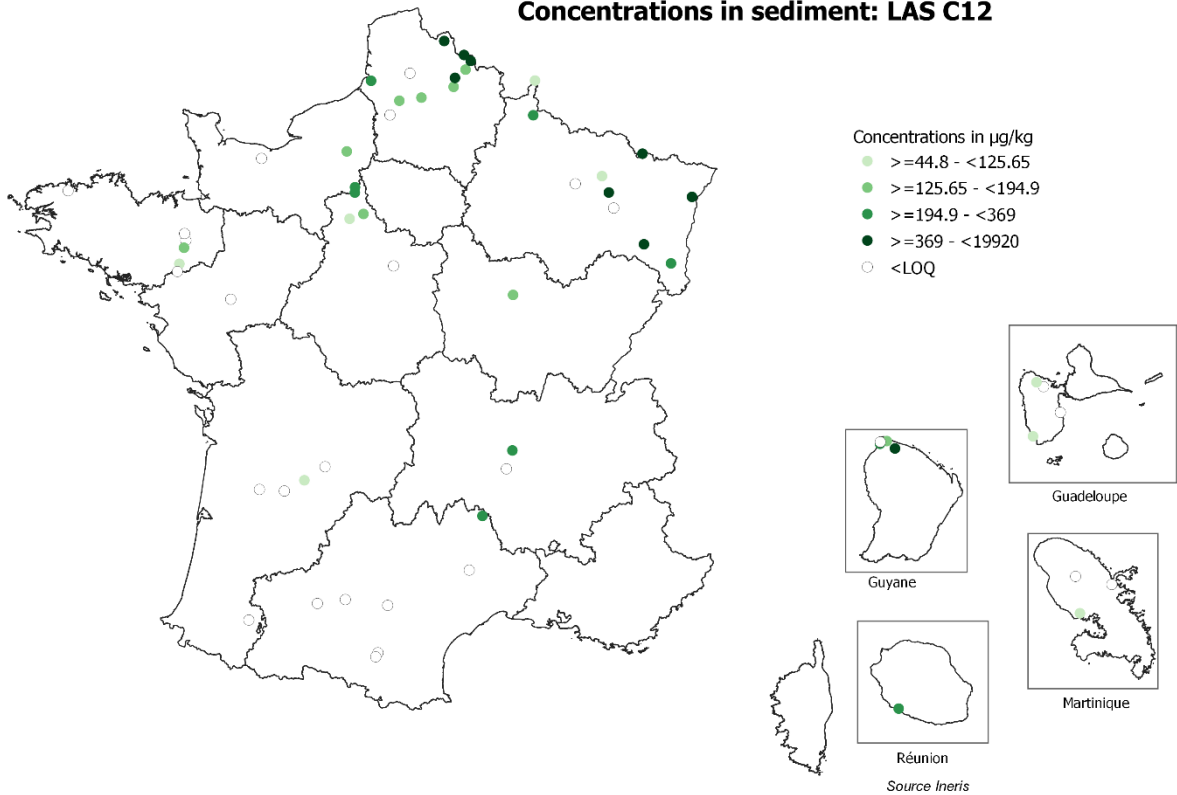 Concentrations in sediment: LAS C12
Concentrations in µg/kg
>=44.8 - <125.65
>=125.65 - <194.9
>=194.9 - <369
>=369 - <19920
<LOQ
Guadeloupe
Guyane
Martinique
Réunion
Source Ineris